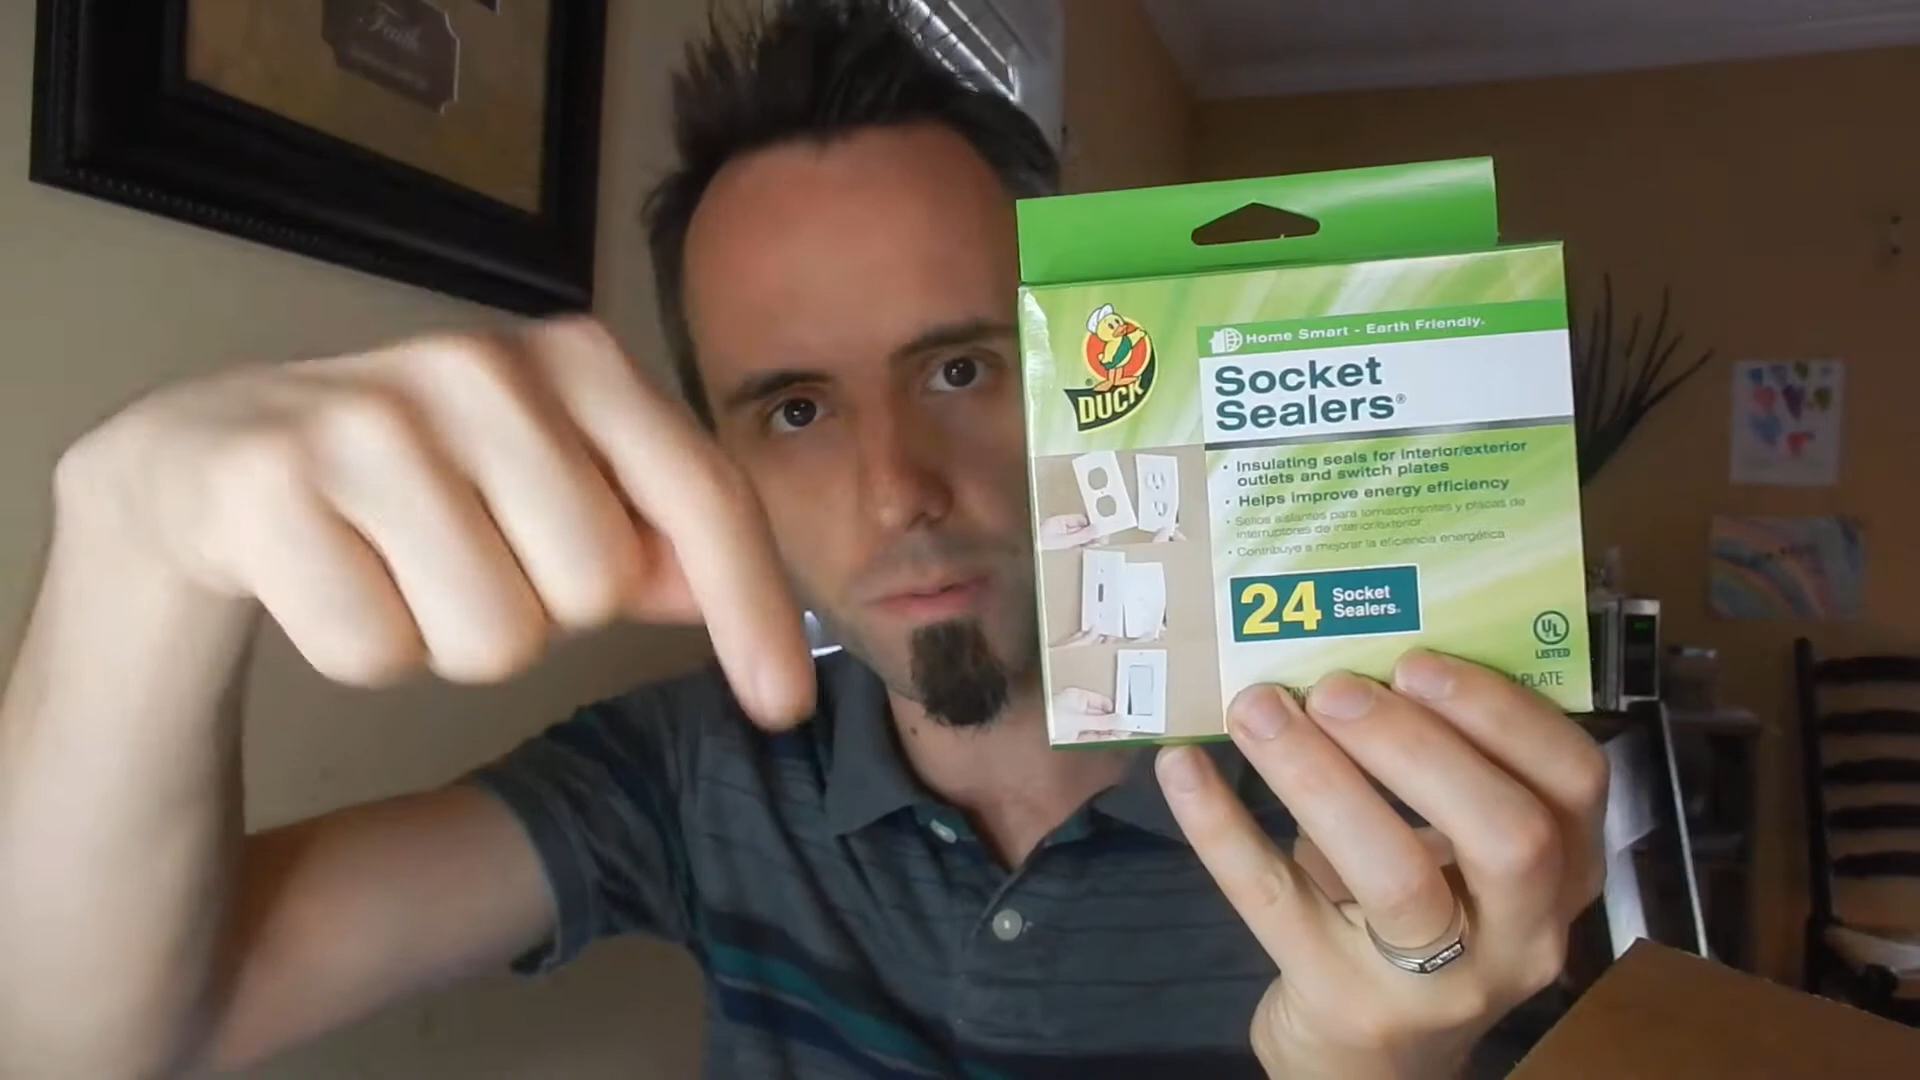 Faith
DUCK
Home Smart - Earth Friendly.
Socket
Sealers®
• Insulating seals for interior/exterior
outlets and switch plates
• Helps improve energy efficiency
• Sellos aislantes para tomacorrientes y placas de
interruptores de interior/exterior
• Contribuye a mejorar la eficiencia energética
24 Socket
Sealers®
UL
LISTED
PLATE